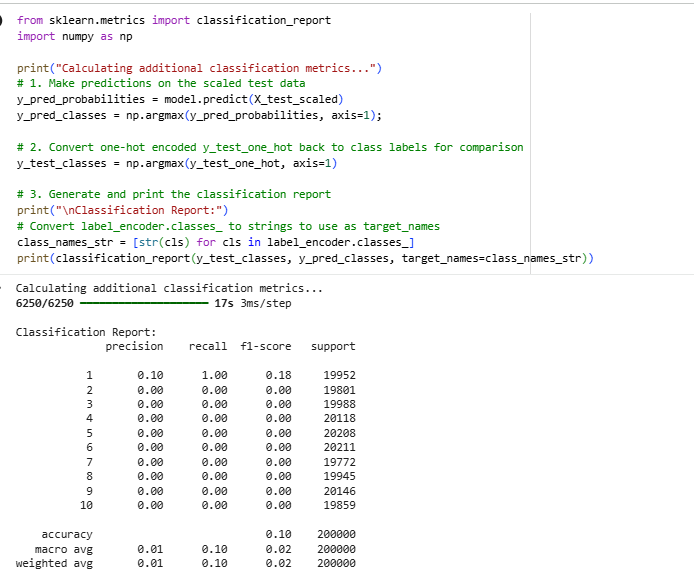 from sklearn.metrics import classification_report
import numpy as np
print("Calculating additional classification metrics...")
# 1. Make predictions on the scaled test data
y_pred_probabilities = model.predict(X_test_scaled)
y_pred_classes = np.argmax(y_pred_probabilities, axis=1);
# 2. Convert one-hot encoded y_test_one_hot back to class labels for comparison
y_test_classes = np.argmax(y_test_one_hot, axis=1)
# 3. Generate and print the classification report
print("\nClassification Report:")
# Convert label_encoder.classes_ to strings to use as target_names
class_names_str = [str(cls) for cls in label_encoder.classes_]
print(classification_report(y_test_classes, y_pred_classes, target_names=class_names_str))
Calculating additional classification metrics...
6250/6250 ━━━━━━━━━━━━━━━━━━━━ 17s 3ms/step
Classification Report:
precision recall f1-score support
1 0.10 1.00 0.18 19952
2 0.00 0.00 0.00 19801
3 0.00 0.00 0.00 19988
4 0.00 0.00 0.00 20118
5 0.00 0.00 0.00 20208
6 0.00 0.00 0.00 20211
7 0.00 0.00 0.00 19772
8 0.00 0.00 0.00 19945
9 0.00 0.00 0.00 20146
10 0.00 0.00 0.00 19859
accuracy 0.10 200000
macro avg 0.01 0.10 0.02 200000
weighted avg 0.01 0.10 0.02 200000